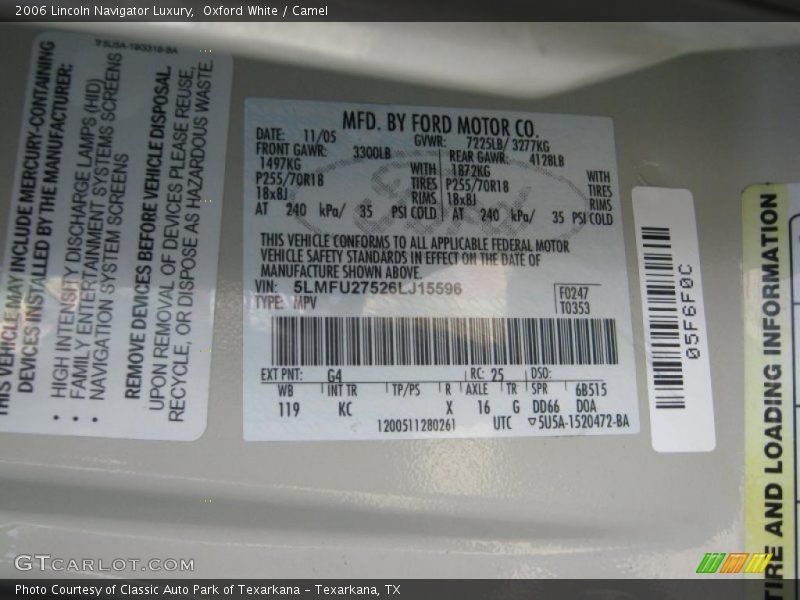 2006 Lincoln Navigator Luxury,  Oxford White / Camel
THIS VEHICLE MAY INCLUDE MERCURY-CONTAINING
DEVICES INSTALLED BY THE MANUFACTURER:
• HIGH INTENSITY DISCHARGE LAMPS (HID)
• FAMILY ENTERTAINMENT SYSTEMS SCREENS
• NAVIGATION SYSTEM SCREENS
REMOVE DEVICES BEFORE VEHICLE DISPOSAL.
UPON REMOVAL OF DEVICES PLEASE REUSE,
RECYCLE, OR DISPOSE AS HAZARDOUS WASTE.
MFD. BY FORD MOTOR CO.
DATE: 11/05 GVWR: 7225LB/ 3277KG
FRONT GAWR: 3300LB REAR GAWR: 4128LB
1497KG WITH 1872KG WITH
P255/70R18 TIRES P255/70R18 TIRES
18x8J RIMS 18x8J RIMS
AT 240 kPa/ 35 PSI COLD AT 240 kPa/ 35 PSI COLD
THIS VEHICLE CONFORMS TO ALL APPLICABLE FEDERAL MOTOR
VEHICLE SAFETY STANDARDS IN EFFECT ON THE DATE OF
MANUFACTURE SHOWN ABOVE.
VIN: 5LMFU27526LJ15596 F0247
TYPE: MPV T0353
EXT PNT: G4 RC: 25 DSO:
WB INT TR TP/PS R AXLE TR SPR 6B515
119 KC X 16 G DD66 DOA
1200511280261 UTC ▽5U5A-1520472-BA
05F6F0C
TIRE AND LOADING INFORMATION
GTCARLOT.COM
Photo Courtesy of Classic Auto Park of Texarkana - Texarkana, TX